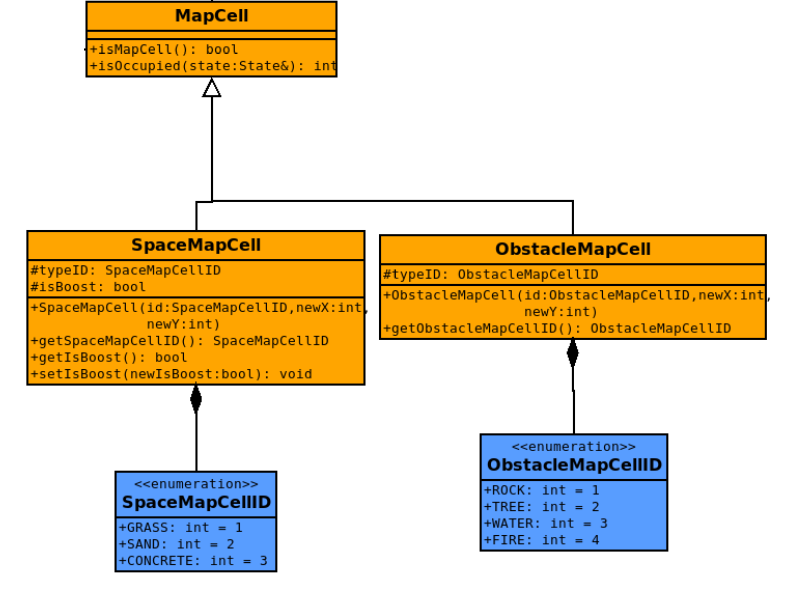 MapCell
+isMapCell(): bool
+isOccupied(state:State&): int
SpaceMapCell
#typeID: SpaceMapCellID
#isBoost: bool
+SpaceMapCell(id:SpaceMapCellID,newX:int,
newY:int)
+getSpaceMapCellID(): SpaceMapCellID
+getIsBoost(): bool
+setIsBoost(newIsBoost:bool): void
ObstacleMapCell
#typeID: ObstacleMapCellID
+ObstacleMapCell(id:ObstacleMapCellID,newX:int,
newY:int)
+getObstacleMapCellID(): ObstacleMapCellID
<<enumeration>>
SpaceMapCellID
+GRASS: int = 1
+SAND: int = 2
+CONCRETE: int = 3
<<enumeration>>
ObstacleMapCellID
+ROCK: int = 1
+TREE: int = 2
+WATER: int = 3
+FIRE: int = 4